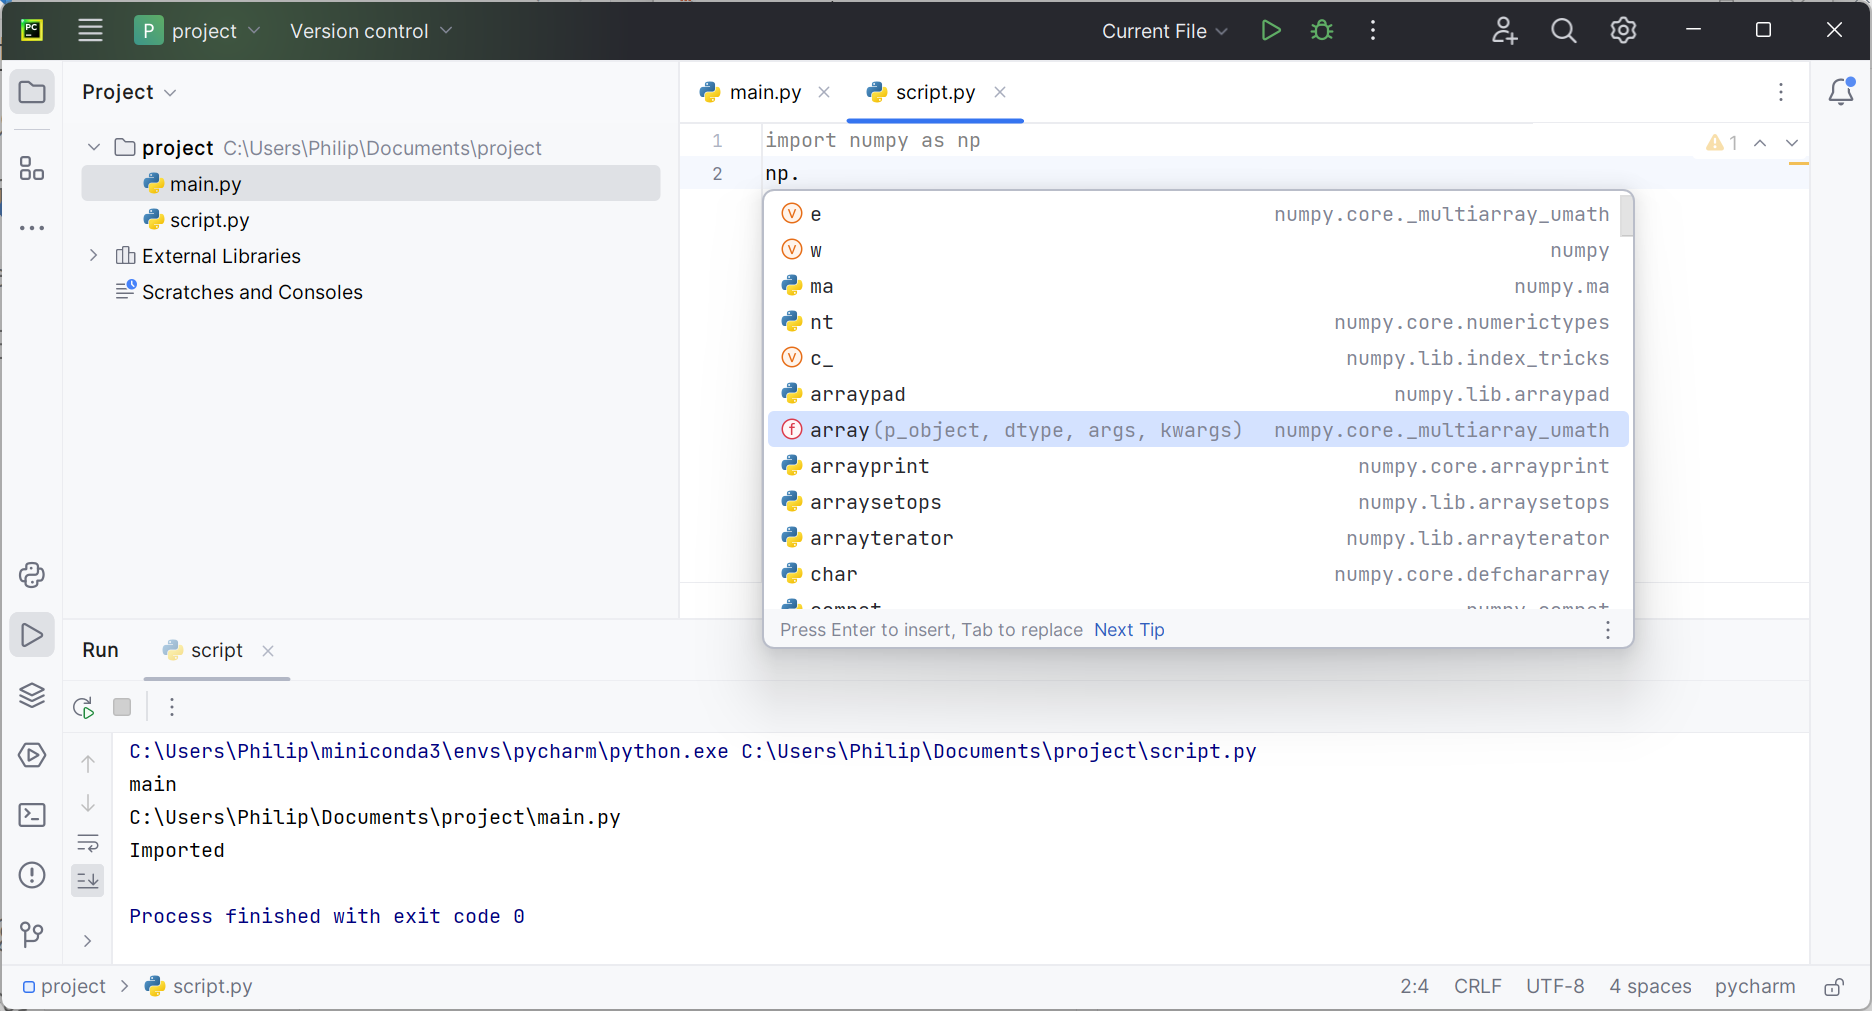 PC
P project Version control Current File
Project
main.py script.py
project C:\Users\Philip\Documents\project
main.py
script.py
External Libraries
Scratches and Consoles
1 import numpy as np
1
2 np.
e numpy.core._multiarray_umath
w numpy
ma numpy.ma
nt numpy.core.numerictypes
c_ numpy.lib.index_tricks
arraypad numpy.lib.arraypad
array(p_object, dtype, args, kwargs) numpy.core._multiarray_umath
arrayprint numpy.core.arrayprint
arraysetops numpy.lib.arraysetops
arrayterator numpy.lib.arrayterator
char numpy.core.defchararray
compat numpy.compat
Press Enter to insert, Tab to replace Next Tip
Run script
C:\Users\Philip\miniconda3\envs\pycharm\python.exe C:\Users\Philip\Documents\project\script.py
main
C:\Users\Philip\Documents\project\main.py
Imported
Process finished with exit code 0
project script.py 2:4 CRLF UTF-8 4 spaces pycharm